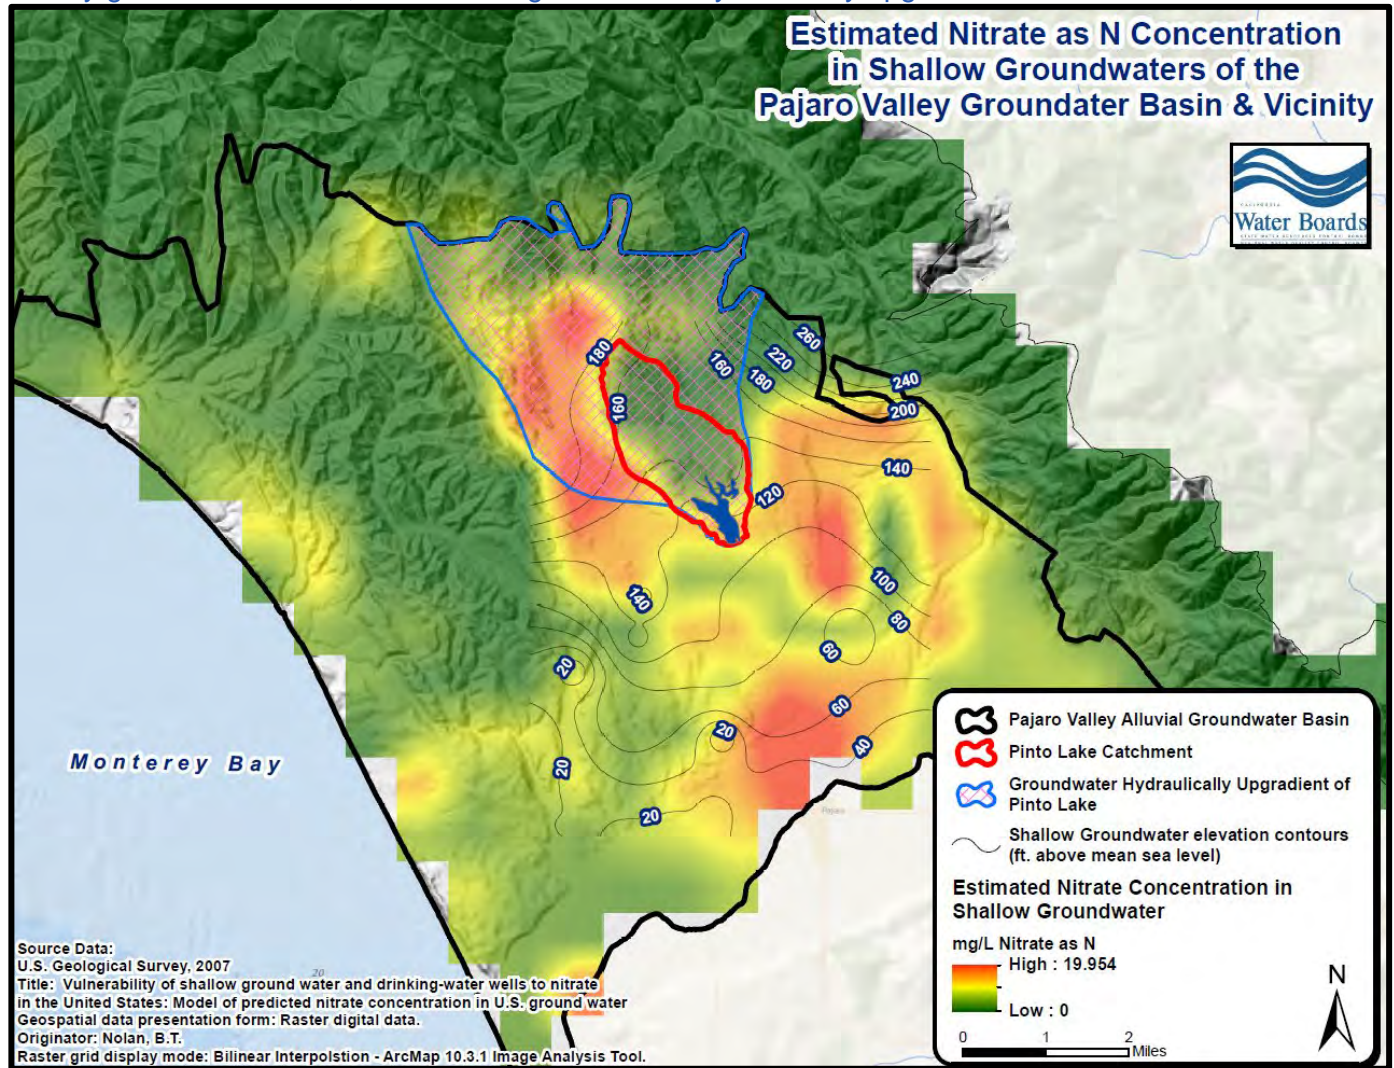 Estimated Nitrate as N Concentration
in Shallow Groundwaters of the
Pajaro Valley Groundater Basin & Vicinity
CALIFORNIA
Water Boards
260
220
180
160
240
200
180
160
140
120
140
100
80
60
20
60
20
40
20
20
Monterey Bay
Pajaro Valley Alluvial Groundwater Basin
Pinto Lake Catchment
Groundwater Hydraulically Upgradient of
Pinto Lake
Shallow Groundwater elevation contours
(ft. above mean sea level)
Estimated Nitrate Concentration in
Shallow Groundwater
mg/L Nitrate as N
High : 19.954
Low : 0
N
0 1 2
Miles
Source Data:
U.S. Geological Survey, 2007
Title: Vulnerability of shallow ground water and drinking-water wells to nitrate
in the United States: Model of predicted nitrate concentration in U.S. ground water
Geospatial data presentation form: Raster digital data.
Originator: Nolan, B.T.
Raster grid display mode: Bilinear Interpolstion - ArcMap 10.3.1 Image Analysis Tool.